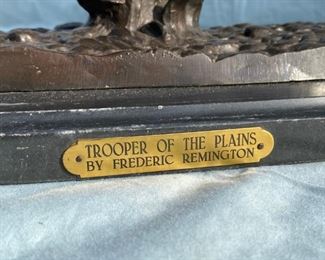 TROOPER OF THE PLAINS
BY FREDERIC REMINGTON